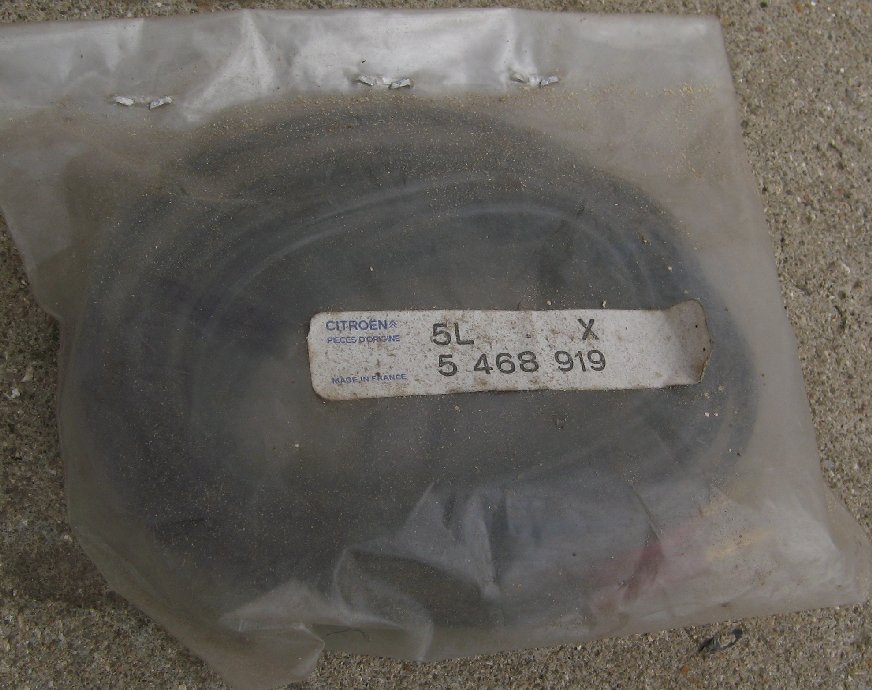 CITROËN
PIECES D'ORIGINE
MADE IN FRANCE
5L X
5 468 919